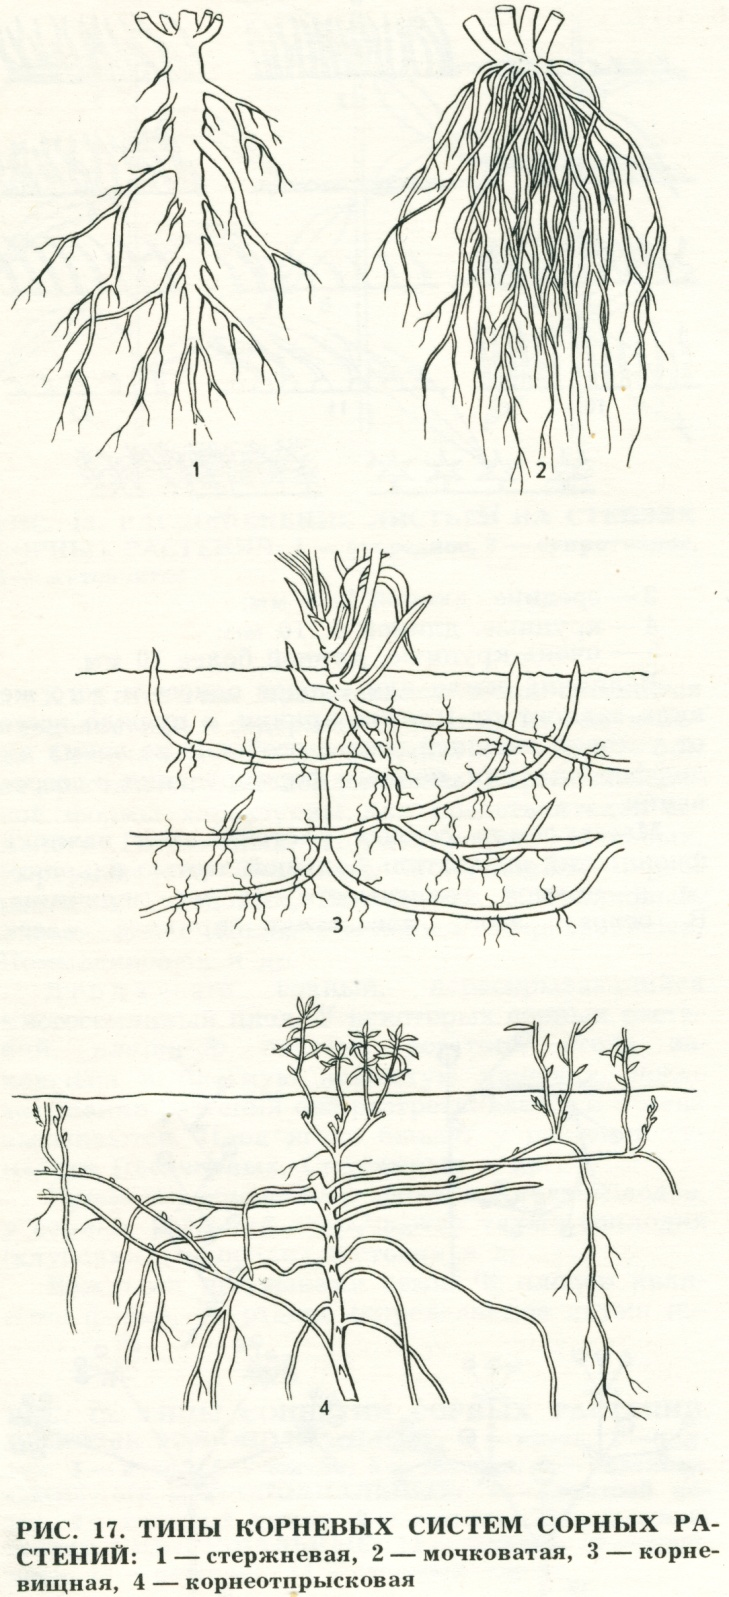 1
2
3
4
РИС. 17. ТИПЫ КОРНЕВЫХ СИСТЕМ СОРНЫХ РА-
СТЕНИЙ: 1 — стержневая, 2 — мочковатая, 3 — корне-
вищная, 4 — корнеотпрысковая